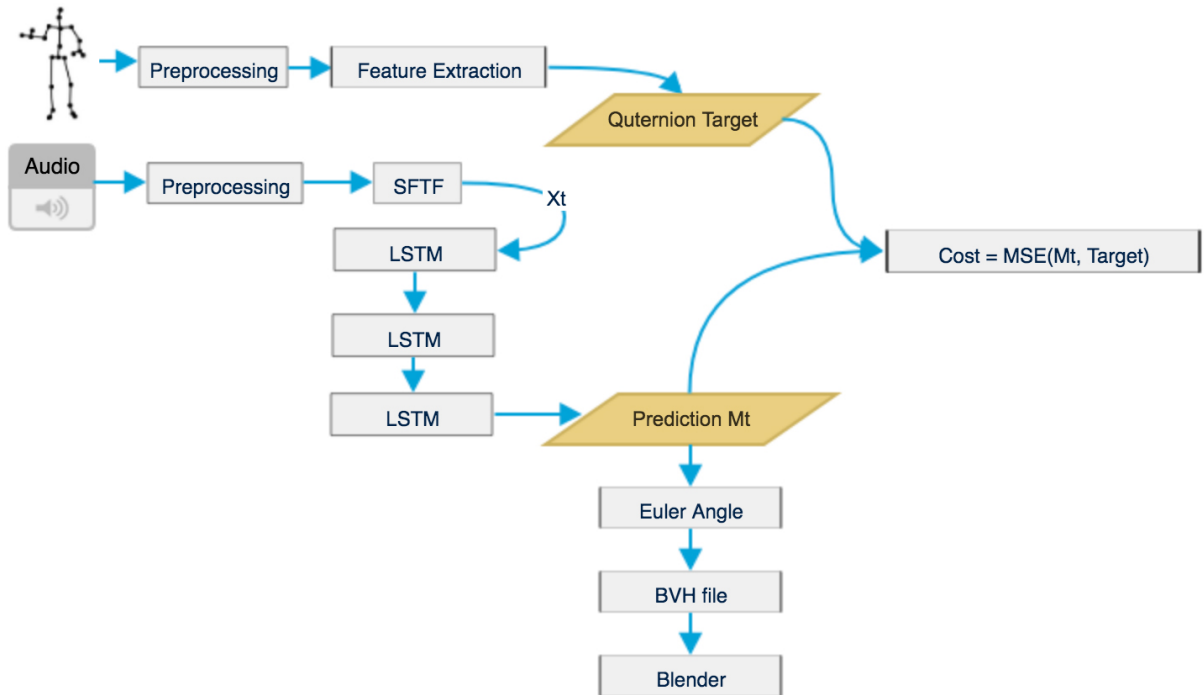 Preprocessing
Feature Extraction
Quternion Target
Audio
Preprocessing
SFTF
Xt
LSTM
Cost = MSE(Mt, Target)
LSTM
LSTM
Prediction Mt
Euler Angle
BVH file
Blender